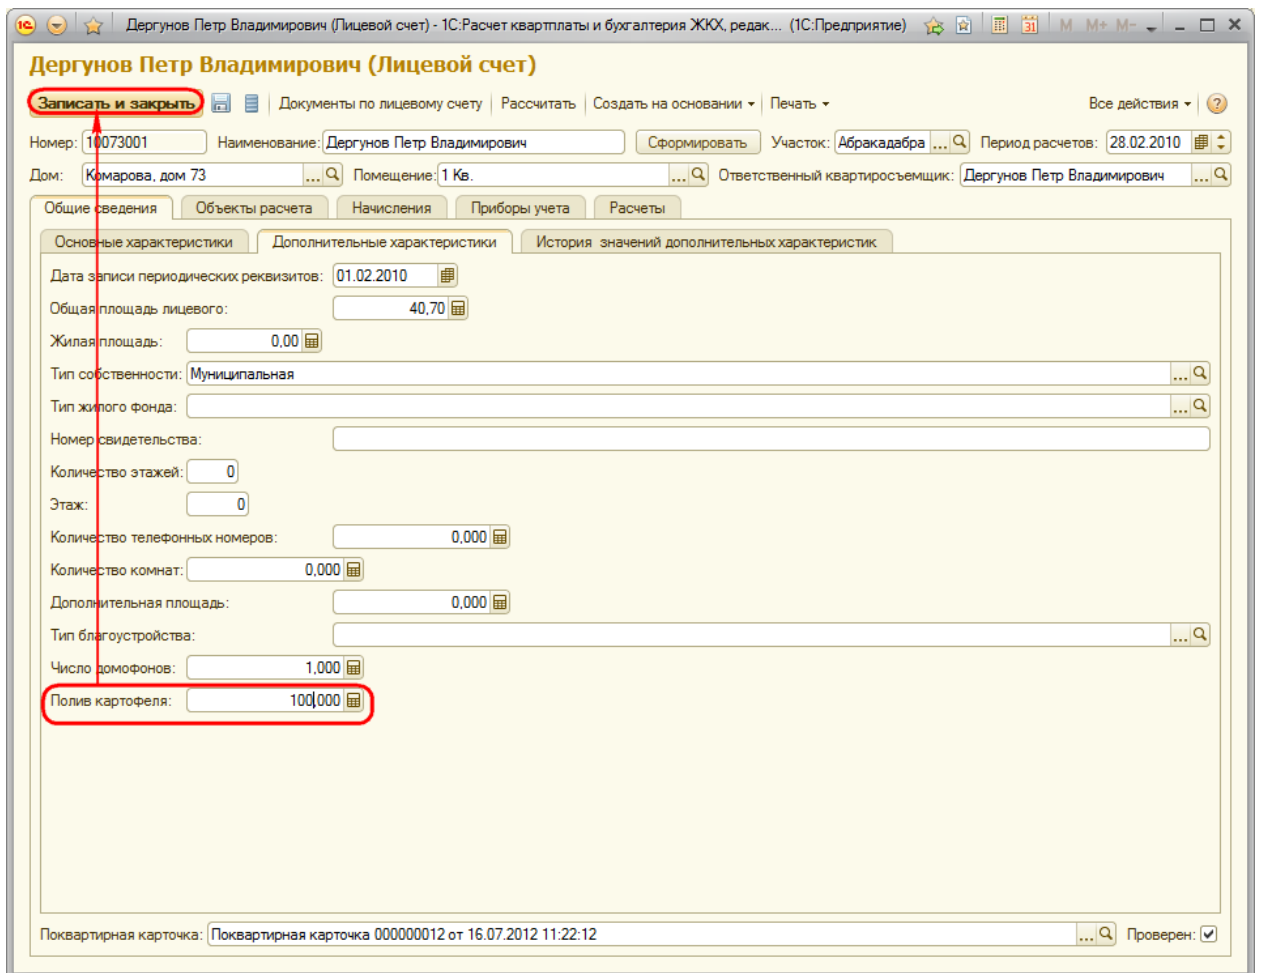 Дергунов Петр Владимирович (Лицевой счет) - 1С:Расчет квартплаты и бухгалтерия ЖКХ, редак... (1С:Предприятие) 31 M M+ M-
Дергунов Петр Владимирович (Лицевой счет)
Записать и закрыть Документы по лицевому счету Рассчитать Создать на основании Печать Все действия ?
Номер: 10073001 Наименование: Дергунов Петр Владимирович Сформировать Участок: Абракадабра ... Период расчетов: 28.02.2010
Дом: Комарова, дом 73 ... Помещение: 1 Кв. ... Ответственный квартиросъемщик: Дергунов Петр Владимирович ...
Общие сведения Объекты расчета Начисления Приборы учета Расчеты
Основные характеристики Дополнительные характеристики История значений дополнительных характеристик
Дата записи периодических реквизитов: 01.02.2010
Общая площадь лицевого: 40,70
Жилая площадь: 0,00
Тип собственности: Муниципальная ...
Тип жилого фонда: ...
Номер свидетельства:
Количество этажей: 0
Этаж: 0
Количество телефонных номеров: 0,000
Количество комнат: 0,000
Дополнительная площадь: 0,000
Тип благоустройства: ...
Число домофонов: 1,000
Полив картофеля: 100,000
Поквартирная карточка: Поквартирная карточка 000000012 от 16.07.2012 11:22:12 ... Проверен: